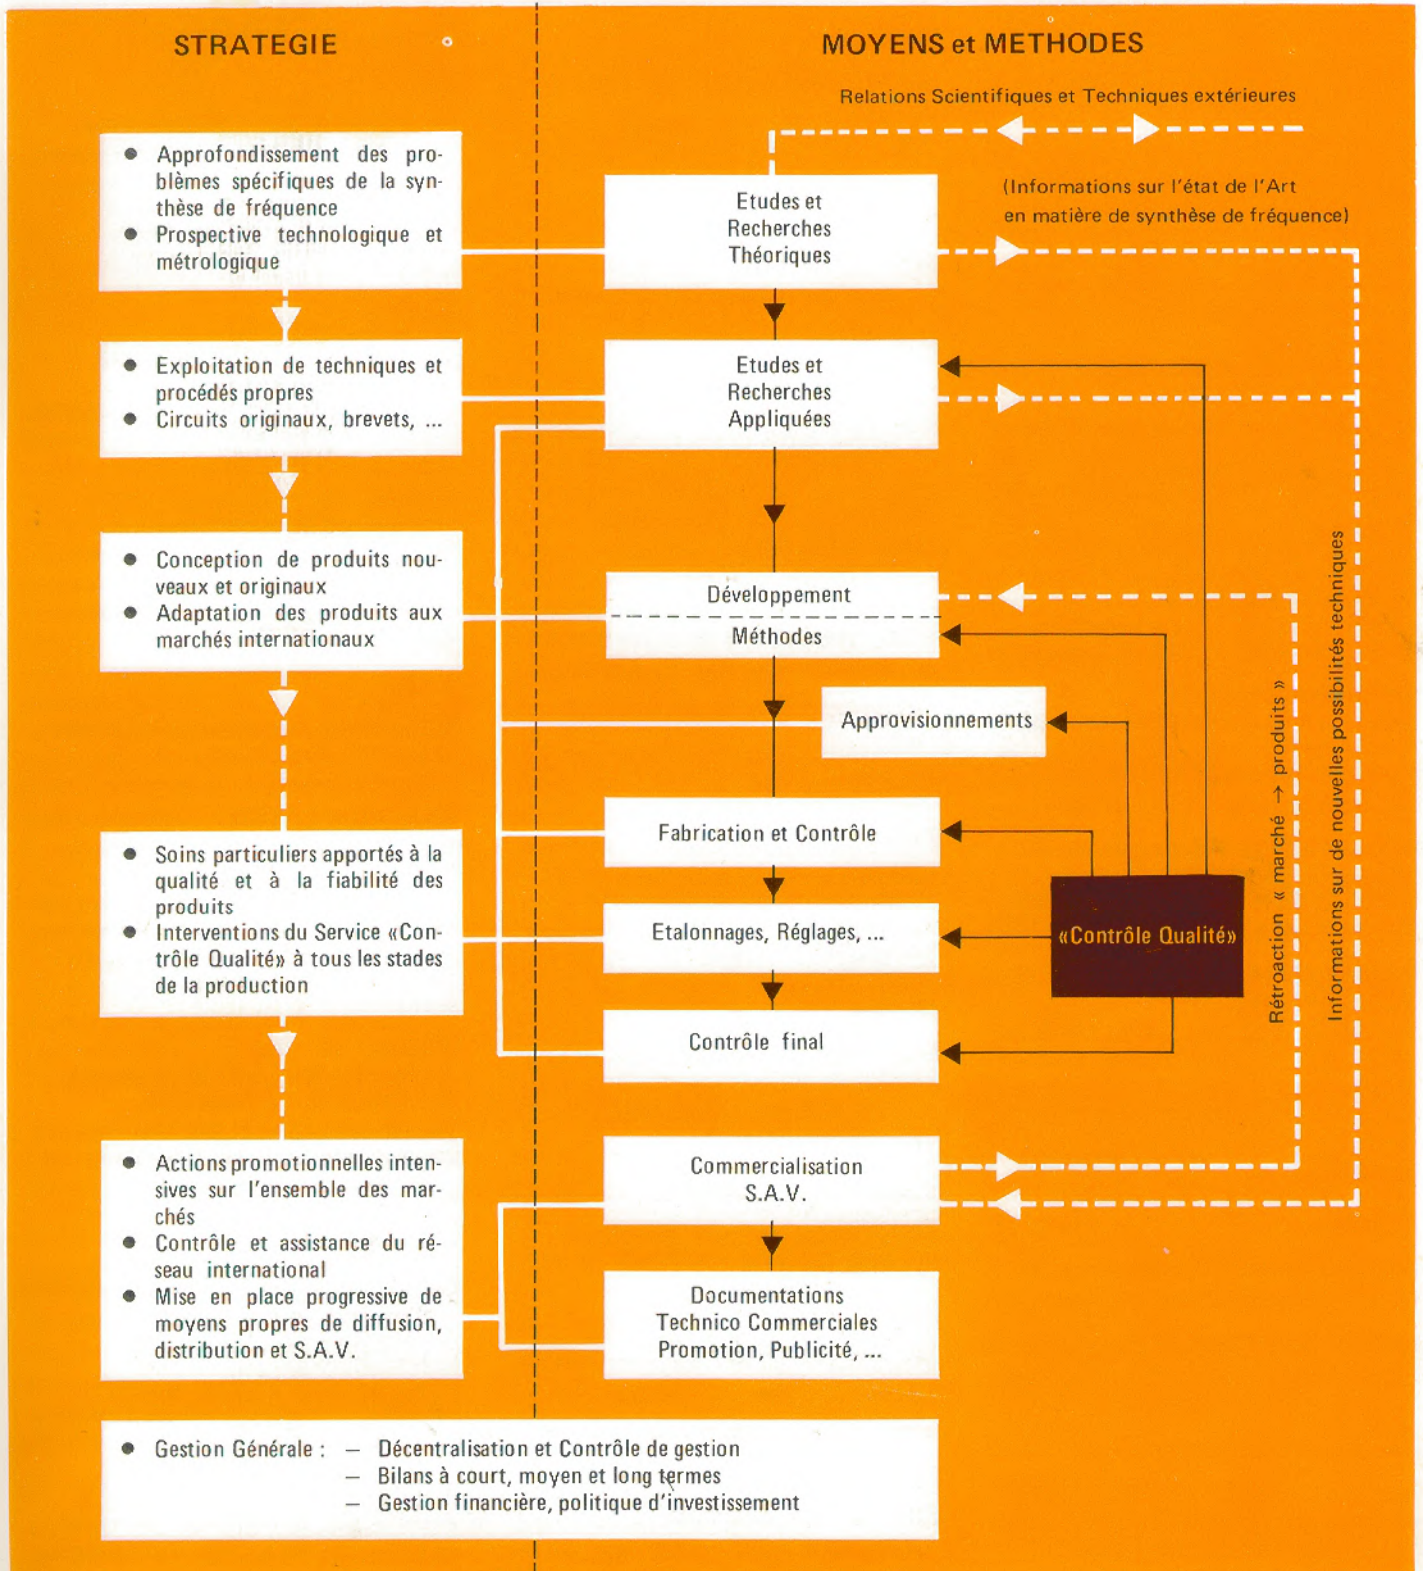 STRATEGIE
MOYENS et METHODES
Relations Scientifiques et Techniques extérieures
● Approfondissement des pro-
blèmes spécifiques de la syn-
thèse de fréquence
● Prospective technologique et
métrologique
Etudes et
Recherches
Théoriques
(Informations sur l'état de l'Art
en matière de synthèse de fréquence)
● Exploitation de techniques et
procédés propres
● Circuits originaux, brevets, ...
Etudes et
Recherches
Appliquées
● Conception de produits nou-
veaux et originaux
● Adaptation des produits aux
marchés internationaux
Développement
Méthodes
Approvisionnements
● Soins particuliers apportés à la
qualité et à la fiabilité des
produits
● Interventions du Service «Con-
trôle Qualité» à tous les stades
de la production
Fabrication et Contrôle
Etalonnages, Réglages, ...
Contrôle final
«Contrôle Qualité»
Rétroaction « marché → produits »
Informations sur de nouvelles possibilités techniques
● Actions promotionnelles inten-
sives sur l'ensemble des mar-
chés
● Contrôle et assistance du ré-
seau international
● Mise en place progressive de
moyens propres de diffusion,
distribution et S.A.V.
Commercialisation
S.A.V.
Documentations
Technico Commerciales
Promotion, Publicité, ...
● Gestion Générale : — Décentralisation et Contrôle de gestion
— Bilans à court, moyen et long termes
— Gestion financière, politique d'investissement